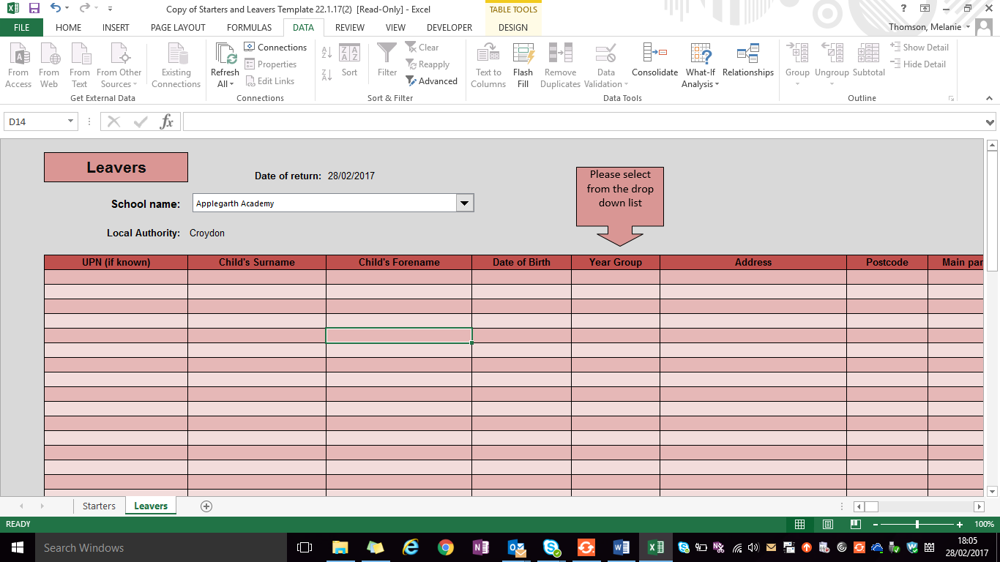 Copy of Starters and Leavers Template 22.1.17(2) [Read-Only] - Excel
TABLE TOOLS
?
FILE HOME INSERT PAGE LAYOUT FORMULAS DATA REVIEW VIEW DEVELOPER DESIGN
Thomson, Melanie
From Access
From Web
From Text
From Other Sources
Existing Connections
Get External Data
Refresh All
Connections
Properties
Edit Links
Connections
Sort
Filter
Clear
Reapply
Advanced
Sort & Filter
Text to Columns
Flash Fill
Remove Duplicates
Data Validation
Consolidate
What-If Analysis
Relationships
Data Tools
Group
Ungroup
Subtotal
Show Detail
Hide Detail
Outline
D14
fx
Leavers
Date of return: 28/02/2017
School name: Applegarth Academy
Local Authority: Croydon
Please select
from the drop
down list
UPN (if known) Child's Surname Child's Forename Date of Birth Year Group Address Postcode Main par
Starters Leavers
READY
100%
Search Windows
18:05
28/02/2017